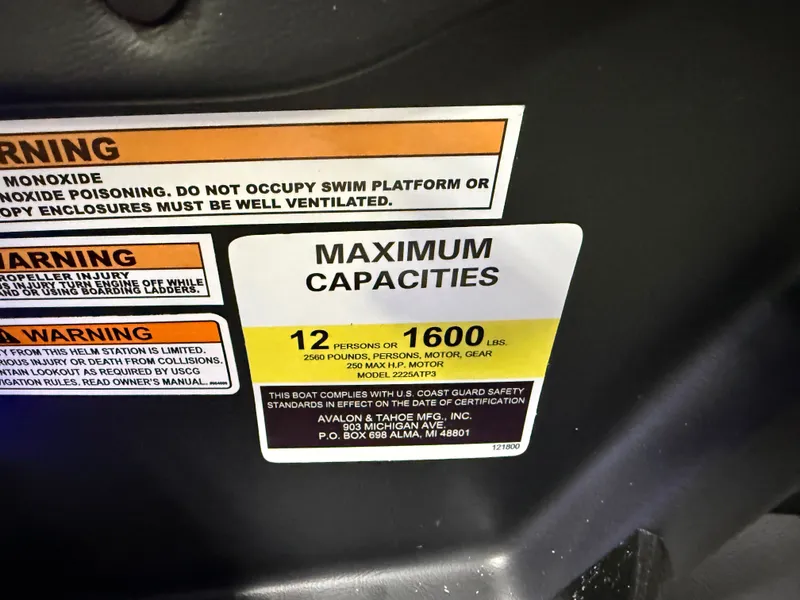 RNING
MONOXIDE
NOXIDE POISONING. DO NOT OCCUPY SWIM PLATFORM OR
OPY ENCLOSURES MUST BE WELL VENTILATED.
ARNING
ROPELLER INJURY
S INJURY TURN ENGINE OFF WHILE
AND OR USING BOARDING LADDERS.
WARNING
Y FROM THIS HELM STATION IS LIMITED.
RIOUS INJURY OR DEATH FROM COLLISIONS.
NTAIN LOOKOUT AS REQUIRED BY USCG
IGATION RULES. READ OWNER'S MANUAL.
MAXIMUM
CAPACITIES
12 PERSONS OR 1600 LBS.
2560 POUNDS, PERSONS, MOTOR, GEAR
250 MAX H.P. MOTOR
MODEL 2225ATP3
THIS BOAT COMPLIES WITH U.S. COAST GUARD SAFETY
STANDARDS IN EFFECT ON THE DATE OF CERTIFICATION
AVALON & TAHOE MFG., INC.
903 MICHIGAN AVE.
P.O. BOX 698 ALMA, MI 48801
121800